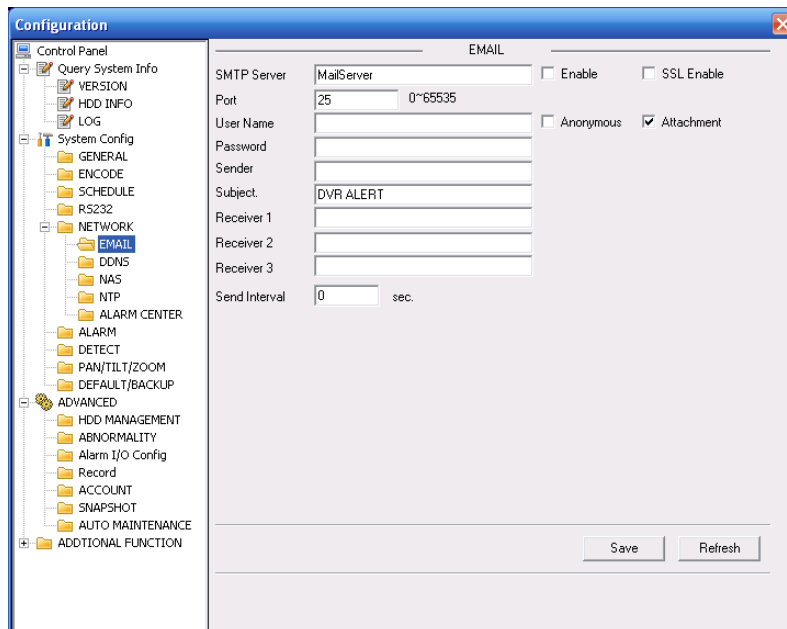 Configuration
Control Panel
Query System Info
VERSION
HDD INFO
LOG
System Config
GENERAL
ENCODE
SCHEDULE
RS232
NETWORK
EMAIL
DDNS
NAS
NTP
ALARM CENTER
ALARM
DETECT
PAN/TILT/ZOOM
DEFAULT/BACKUP
ADVANCED
HDD MANAGEMENT
ABNORMALITY
Alarm I/O Config
Record
ACCOUNT
SNAPSHOT
AUTO MAINTENANCE
ADDTIONAL FUNCTION
EMAIL
SMTP Server MailServer Enable SSL Enable
Port 25 0~65535
User Name Anonymous Attachment
Password
Sender
Subject. DVR ALERT
Receiver 1
Receiver 2
Receiver 3
Send Interval 0 sec.
Save Refresh